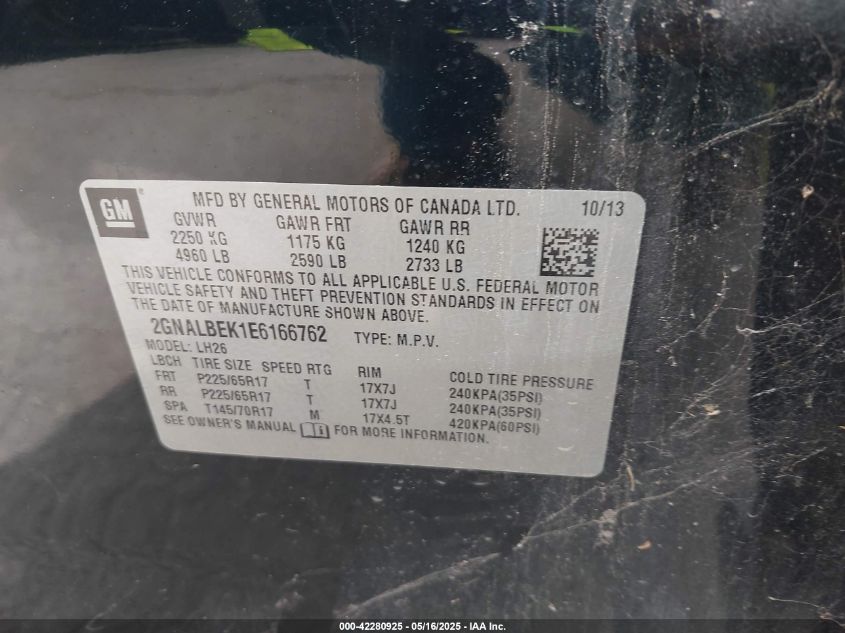 GM ® MFD BY GENERAL MOTORS OF CANADA LTD. 10/13
GVWR GAWR FRT GAWR RR
2250 KG 1175 KG 1240 KG
4960 LB 2590 LB 2733 LB
THIS VEHICLE CONFORMS TO ALL APPLICABLE U.S. FEDERAL MOTOR
VEHICLE SAFETY AND THEFT PREVENTION STANDARDS IN EFFECT ON
THE DATE OF MANUFACTURE SHOWN ABOVE.
2GNALBEK1E6166762 TYPE: M.P.V.
MODEL: LH26
LBCH TIRE SIZE SPEED RTG RIM COLD TIRE PRESSURE
FRT P225/65R17 T 17X7J 240KPA(35PSI)
RR P225/65R17 T 17X7J 240KPA(35PSI)
SPA T145/70R17 M 17X4.5T 420KPA(60PSI)
SEE OWNER'S MANUAL FOR MORE INFORMATION.
000-42280925 - 05/16/2025 - IAA Inc.